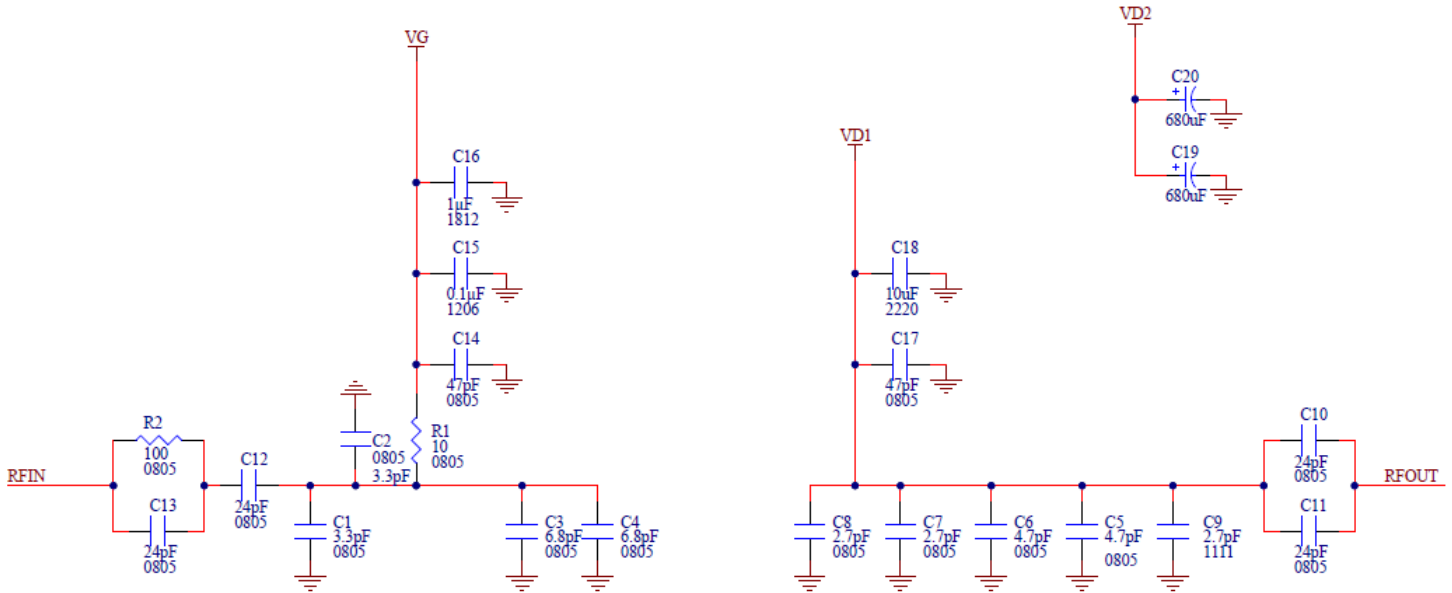 VD2
C20
+
680uF
C19
+
680uF
VG
C16
1µF
1812
C15
0.1µF
1206
C14
47pF
0805
VD1
C18
10uF
2220
C17
47pF
0805
RFIN
R2
100
0805
C13
24pF
0805
C12
24pF
0805
C2
0805
3.3pF
R1
10
0805
C1
3.3pF
0805
C3
6.8pF
0805
C4
6.8pF
0805
C8
2.7pF
0805
C7
2.7pF
0805
C6
4.7pF
0805
C5
4.7pF
0805
C9
2.7pF
1111
C10
24pF
0805
C11
24pF
0805
RFOUT